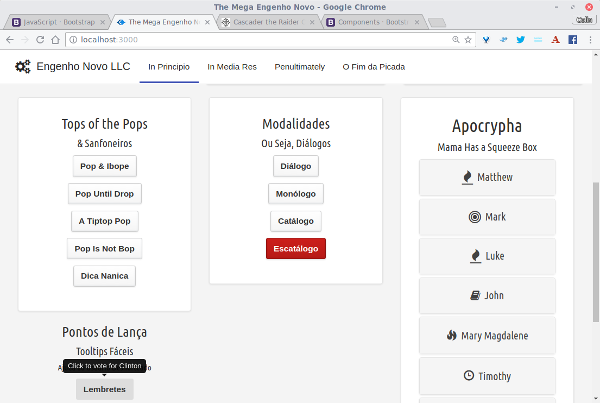 The Mega Engenho Novo - Google Chrome
JavaScript · Bootstrap
The Mega Engenho No
Cascader the Raider
Components · Bootst
localhost:3000
Engenho Novo LLC
In Principio
In Media Res
Penultimately
O Fim da Picada
Tops of the Pops
& Sanfoneiros
Pop & Ibope
Pop Until Drop
A Tiptop Pop
Pop Is Not Bop
Dica Nanica
Modalidades
Ou Seja, Diálogos
Diálogo
Monólogo
Catálogo
Escatálogo
Apocrypha
Mama Has a Squeeze Box
Matthew
Mark
Luke
John
Mary Magdalene
Timothy
Pontos de Lança
Tooltips Fáceis
Click to vote for Clinton
Lembretes